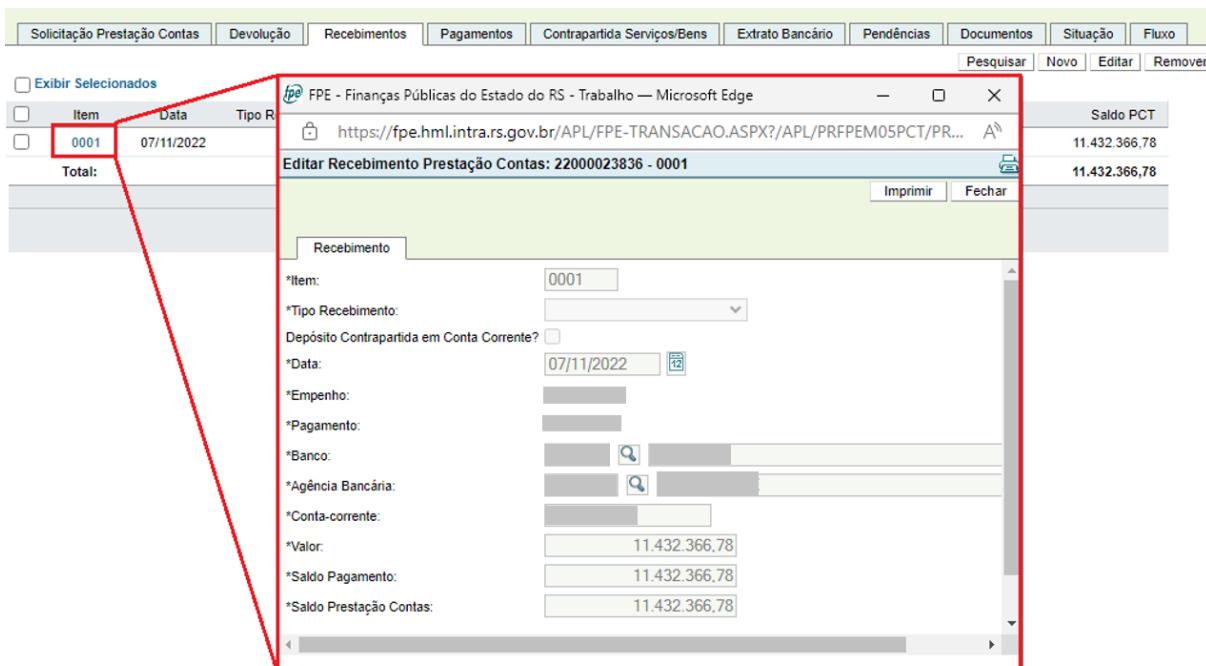 Solicitação Prestação Contas Devolução Recebimentos Pagamentos Contrapartida Serviços/Bens Extrato Bancário Pendências Documentos Situação Fluxo
Pesquisar Novo Editar Remover
Exibir Selecionados
Item Data Tipo Saldo PCT
0001 07/11/2022 11.432.366,78
Total: 11.432.366,78
fpe FPE - Finanças Públicas do Estado do RS - Trabalho — Microsoft Edge
https://fpe.hml.intra.rs.gov.br/APL/FPE-TRANSACAO.ASPX?/APL/PRFPEM05PCT/PR...
Editar Recebimento Prestação Contas: 22000023836 - 0001
Imprimir Fechar
Recebimento
*Item: 0001
*Tipo Recebimento:
Depósito Contrapartida em Conta Corrente?
*Data: 07/11/2022 12
*Empenho:
*Pagamento:
*Banco:
*Agência Bancária:
*Conta-corrente:
*Valor: 11.432.366,78
*Saldo Pagamento: 11.432.366,78
*Saldo Prestação Contas: 11.432.366,78